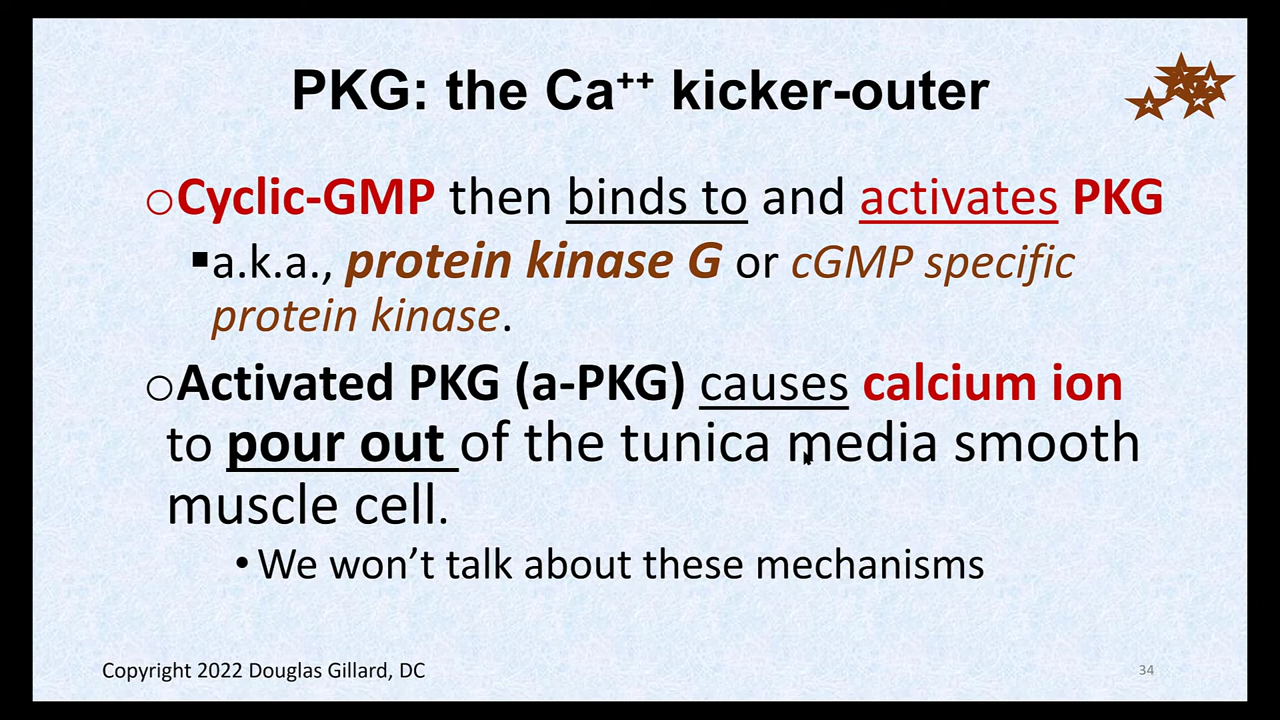 PKG: the Ca⁺⁺ kicker-outer
oCyclic-GMP then binds to and activates PKG
▪a.k.a., protein kinase G or cGMP specific
protein kinase.
oActivated PKG (a-PKG) causes calcium ion
to pour out of the tunica media smooth
muscle cell.
• We won’t talk about these mechanisms
Copyright 2022 Douglas Gillard, DC
34